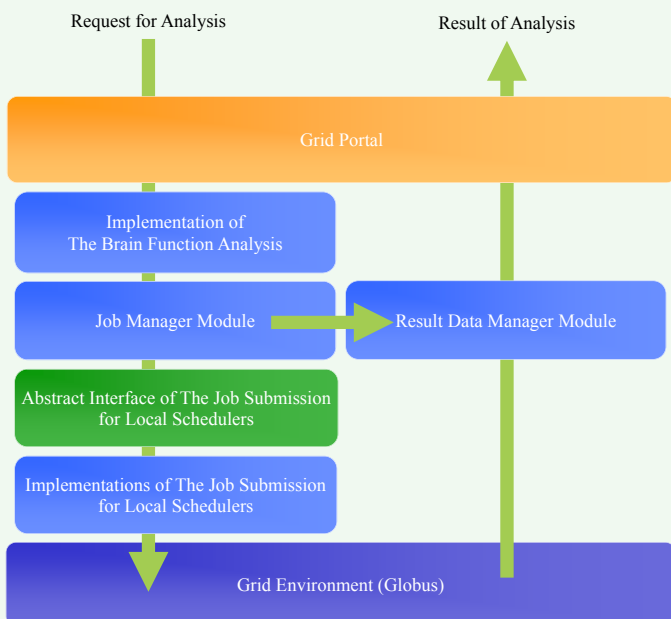 Request for Analysis
Result of Analysis
Grid Portal
Implementation of
The Brain Function Analysis
Job Manager Module
Result Data Manager Module
Abstract Interface of The Job Submission
for Local Schedulers
Implementations of The Job Submission
for Local Schedulers
Grid Environment (Globus)